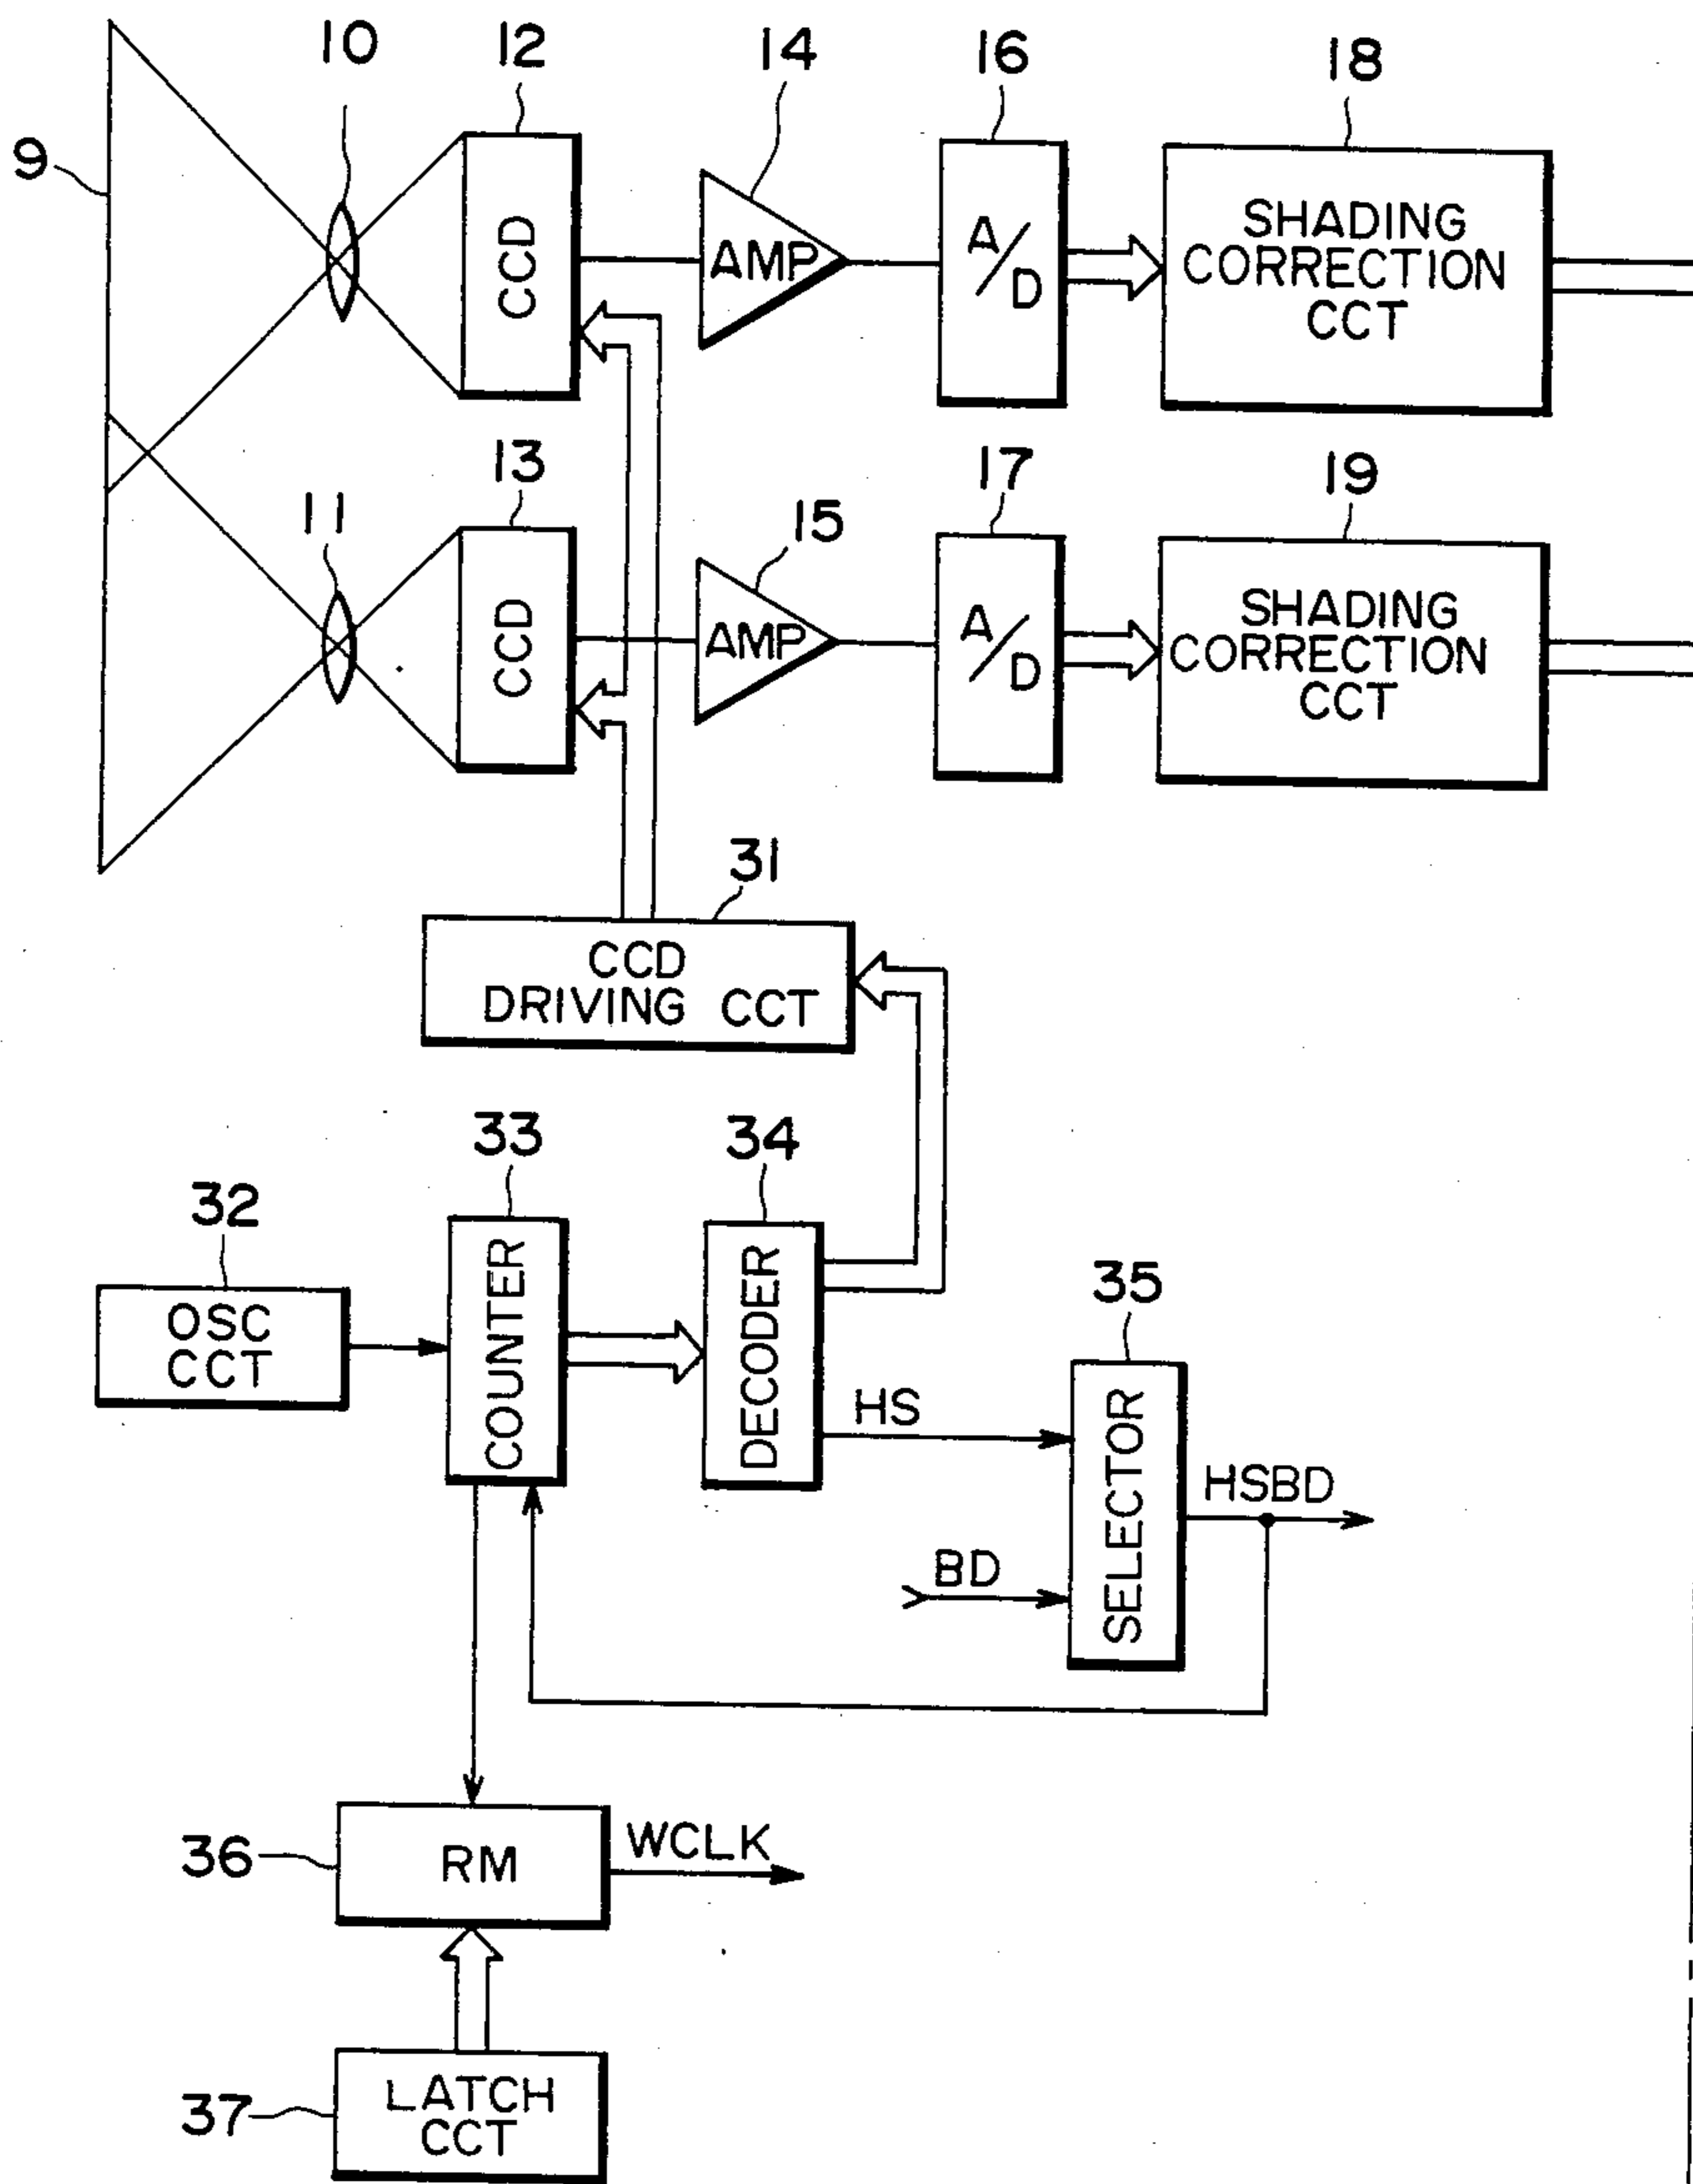 10
12
14
16
18
9
CCD
AMP
A/D
SHADING
CORRECTION
CCT
11
13
15
17
19
CCD
AMP
A/D
SHADING
CORRECTION
CCT
31
CCD
DRIVING CCT
32
33
34
35
OSC
CCT
COUNTER
DECODER
HS
BD
SELECTOR
HSBD
36
RM
WCLK
37
LATCH
CCT